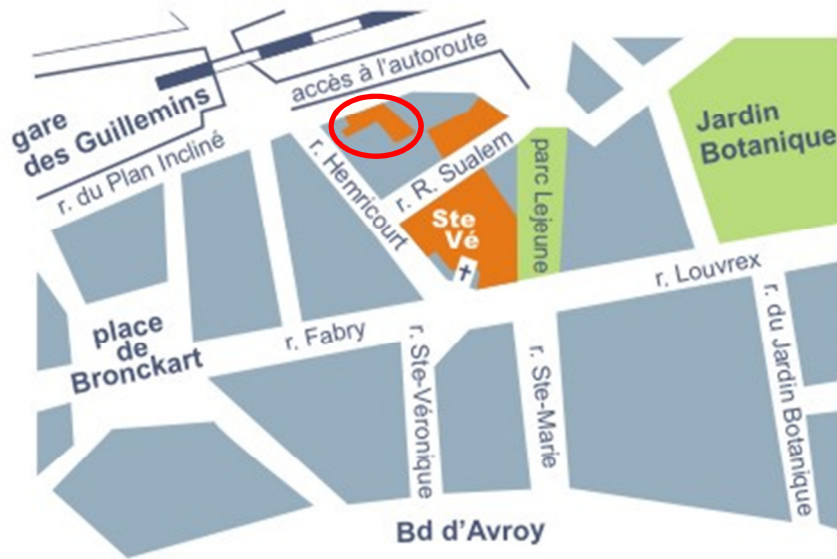 accès à l'autoroute
gare
des Guillemins
r. du Plan Incliné
r. Hemricourt
r. R. Sualem
Ste
Vé
parc Lejeune
Jardin
Botanique
r. Louvrex
r. du Jardin Botanique
place
de
Bronckart
r. Fabry
r. Ste-Véronique
r. Ste-Marie
Bd d'Avroy